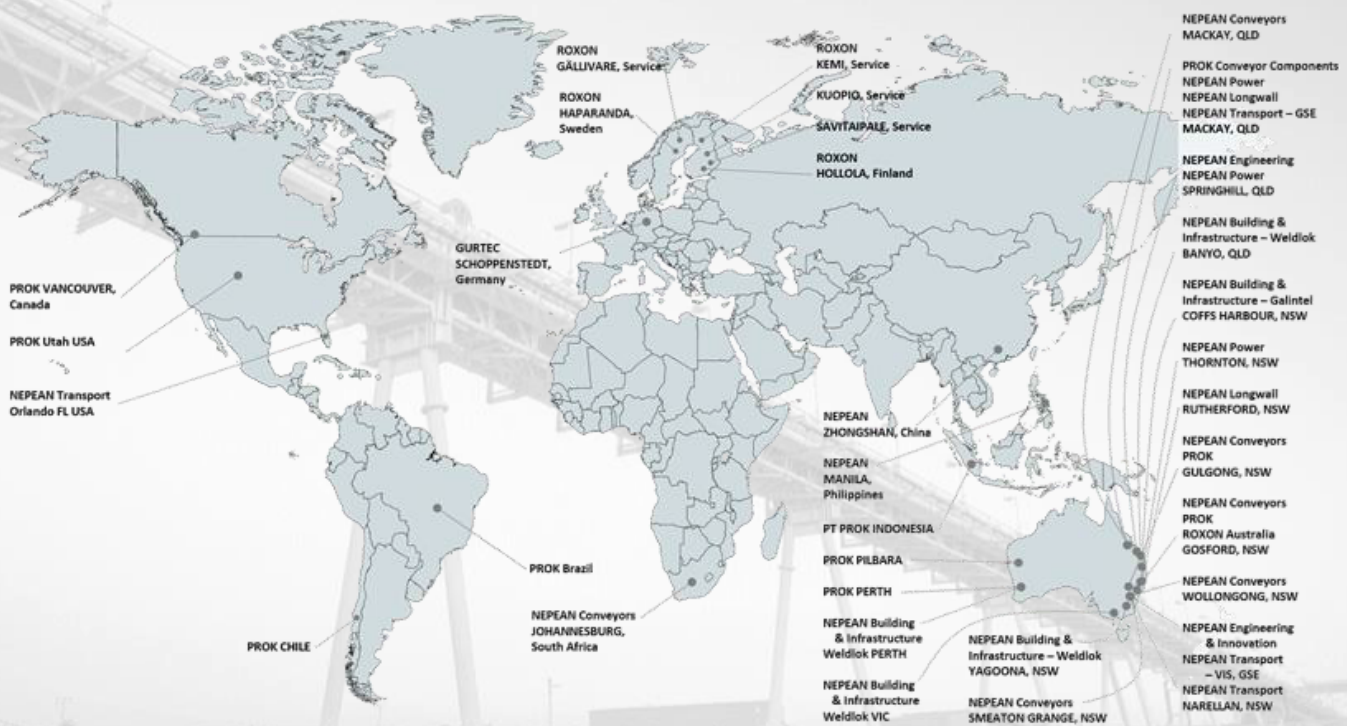 PROK VANCOUVER,
Canada
PROK Utah USA
NEPEAN Transport
Orlando FL USA
PROK CHILE
PROK Brazil
GURTEC
SCHOPPENSTEDT,
Germany
ROXON
GÄLLIVARE, Service
ROXON
HAPARANDA,
Sweden
ROXON
KEMI, Service
KUOPIO, Service
SAVITAIPALE, Service
ROXON
HOLLOLA, Finland
NEPEAN Conveyors
JOHANNESBURG,
South Africa
NEPEAN
ZHONGSHAN, China
NEPEAN
MANILA,
Philippines
PT PROK INDONESIA
PROK PILBARA
PROK PERTH
NEPEAN Building
& Infrastructure
Weldlok PERTH
NEPEAN Building
& Infrastructure
Weldlok VIC
NEPEAN Building &
Infrastructure – Weldlok
YAGOONA, NSW
NEPEAN Conveyors
SMEATON GRANGE, NSW
NEPEAN Conveyors
MACKAY, QLD
PROK Conveyor Components
NEPEAN Power
NEPEAN Longwall
NEPEAN Transport – GSE
MACKAY, QLD
NEPEAN Engineering
NEPEAN Power
SPRINGHILL, QLD
NEPEAN Building &
Infrastructure – Weldlok
BANYO, QLD
NEPEAN Building &
Infrastructure – Galintel
COFFS HARBOUR, NSW
NEPEAN Power
THORNTON, NSW
NEPEAN Longwall
RUTHERFORD, NSW
NEPEAN Conveyors
PROK
GULGONG, NSW
NEPEAN Conveyors
PROK
ROXON Australia
GOSFORD, NSW
NEPEAN Conveyors
WOLLONGONG, NSW
NEPEAN Engineering
& Innovation
NEPEAN Transport
– VIS, GSE
NEPEAN Transport
NARELLAN, NSW